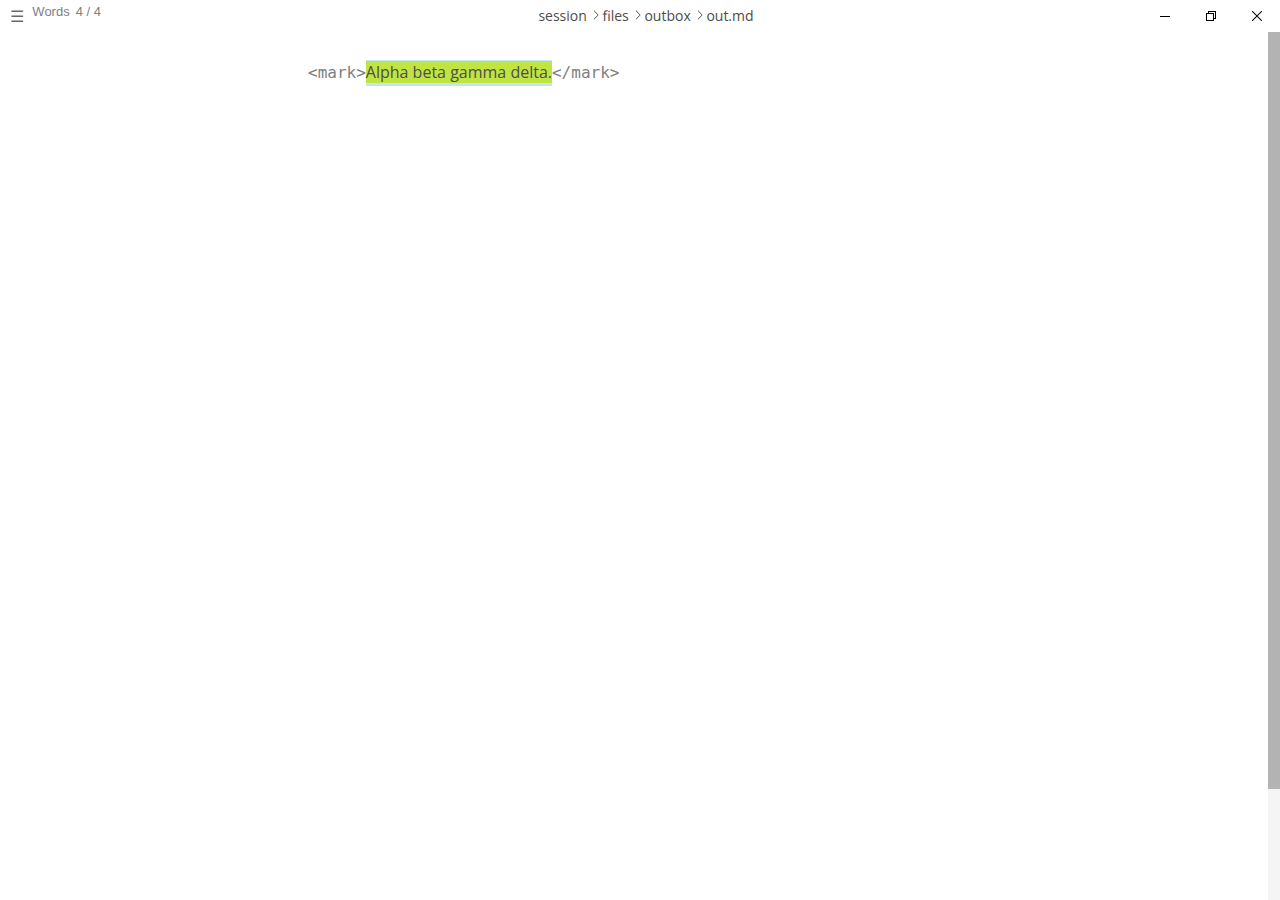 Words 4 / 4
session > files > outbox > out.md
<mark>Alpha beta gamma delta.</mark>